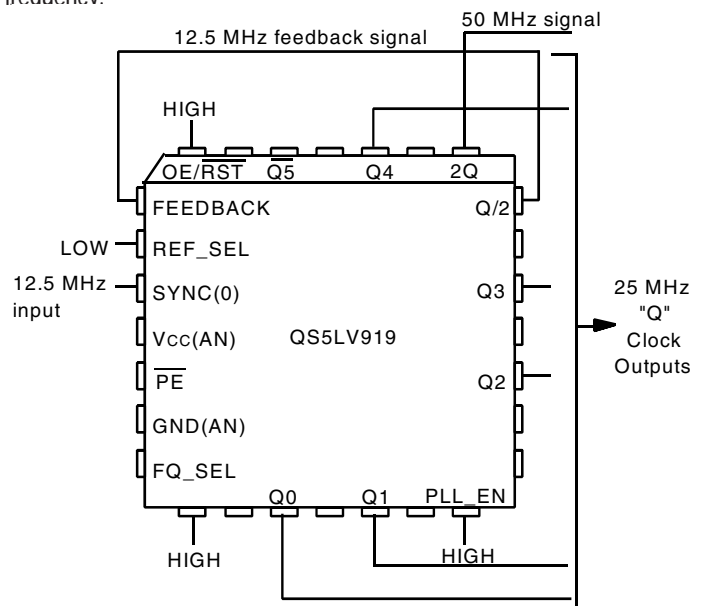 frequency.
50 MHz signal
12.5 MHz feedback signal
HIGH
OE/RST Q5 Q4 2Q
FEEDBACK Q/2
LOW REF_SEL
12.5 MHz
input
SYNC(0) Q3
25 MHz
"Q"
Clock
Outputs
VCC(AN) QS5LV919
PE Q2
GND(AN)
FQ_SEL
Q0 Q1 PLL_EN
HIGH HIGH